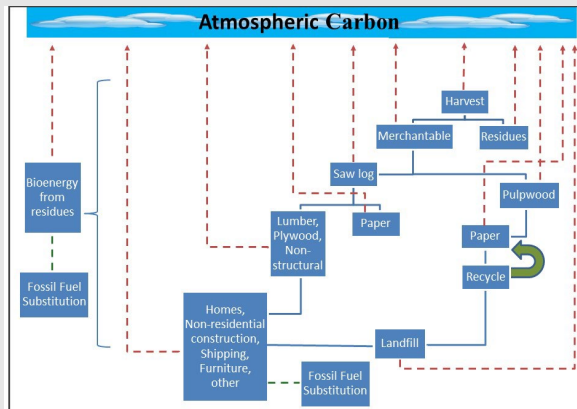 Atmospheric Carbon
Harvest
Merchantable
Residues
Saw log
Bioenergy
from
residues
Pulpwood
Lumber,
Plywood,
Non-
structural
Paper
Paper
Recycle
Fossil Fuel
Substitution
Homes,
Non-residential
construction,
Shipping,
Furniture,
other
Landfill
Fossil Fuel
Substitution